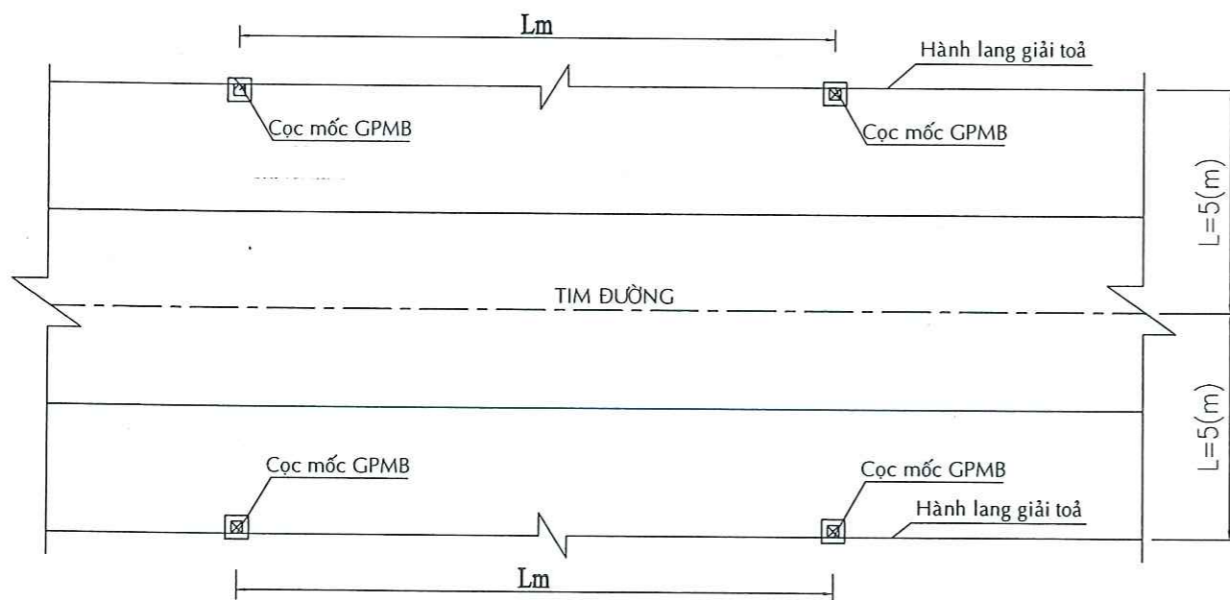 Lm
Hành lang giải toả
Cọc mốc GPMB
Cọc mốc GPMB
L=5(m)
TIM ĐƯỜNG
L=5(m)
Cọc mốc GPMB
Cọc mốc GPMB
Hành lang giải toả
Lm